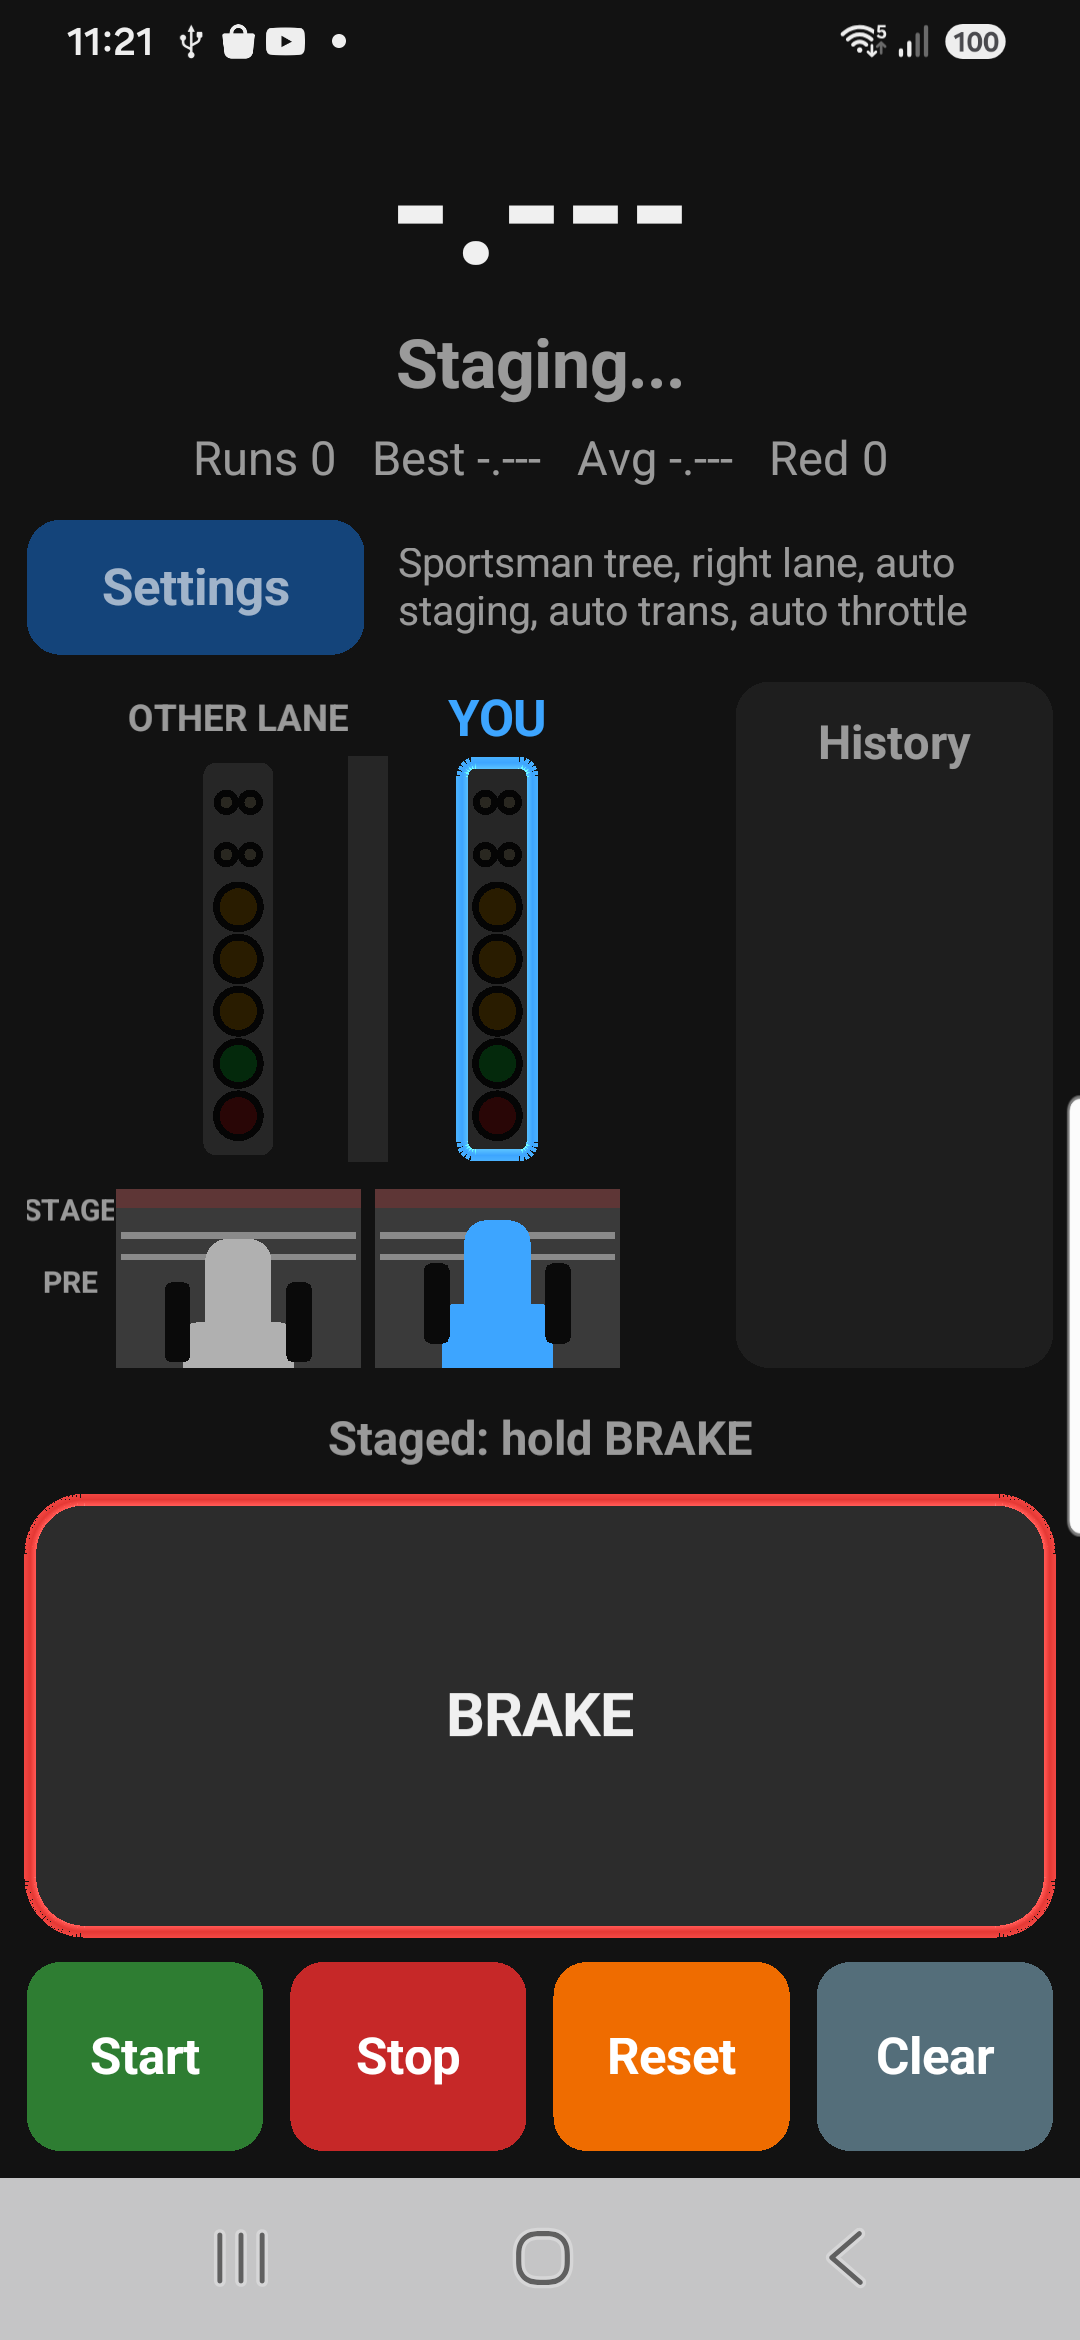 11:21
5
100
-.---
Staging...
Runs 0 Best -.--- Avg -.--- Red 0
Settings
Sportsman tree, right lane, auto
staging, auto trans, auto throttle
OTHER LANE
YOU
History
STAGE
PRE
Staged: hold BRAKE
BRAKE
Start
Stop
Reset
Clear